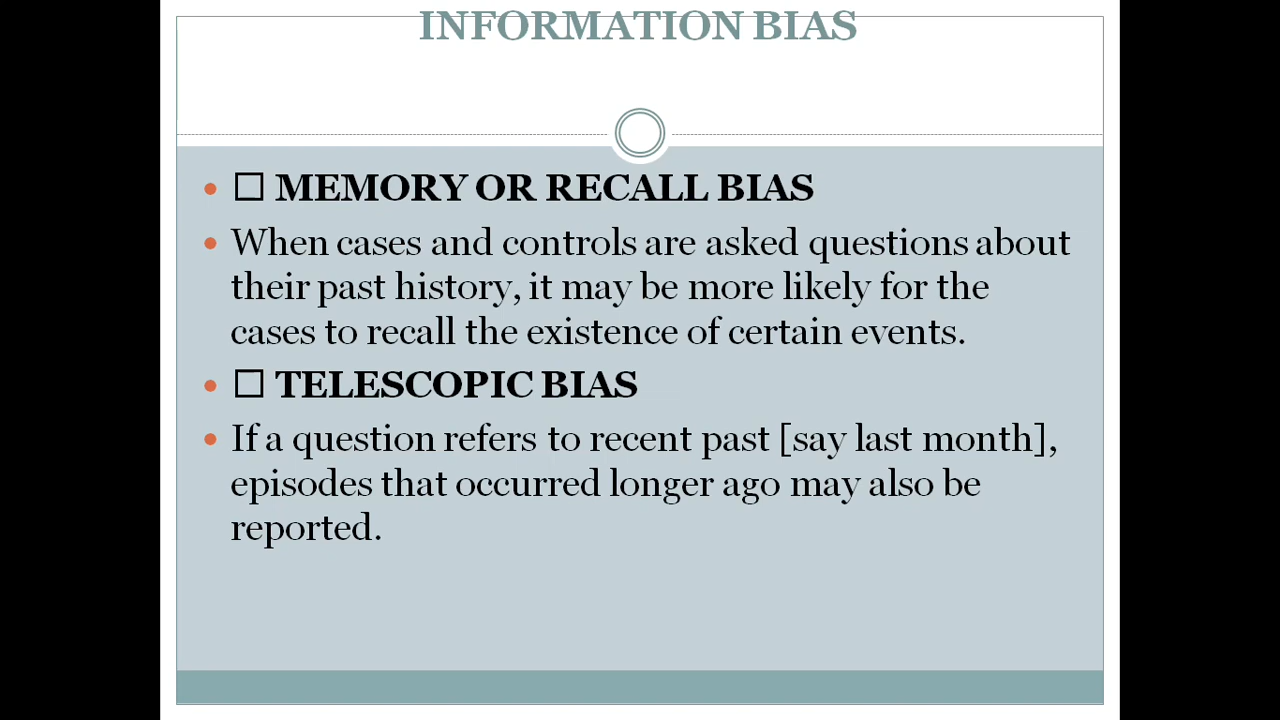 INFORMATION BIAS
• ☐ MEMORY OR RECALL BIAS
• When cases and controls are asked questions about
their past history, it may be more likely for the
cases to recall the existence of certain events.
• ☐ TELESCOPIC BIAS
• If a question refers to recent past [say last month],
episodes that occurred longer ago may also be
reported.